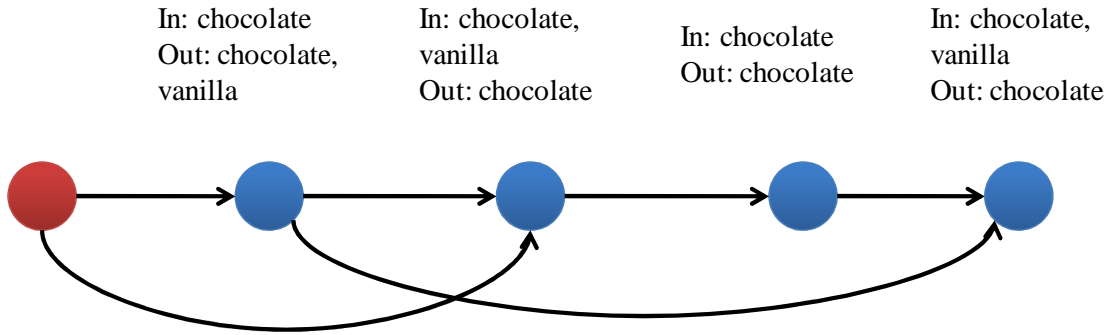 In: chocolate
Out: chocolate,
vanilla
In: chocolate,
vanilla
Out: chocolate
In: chocolate
Out: chocolate
In: chocolate,
vanilla
Out: chocolate